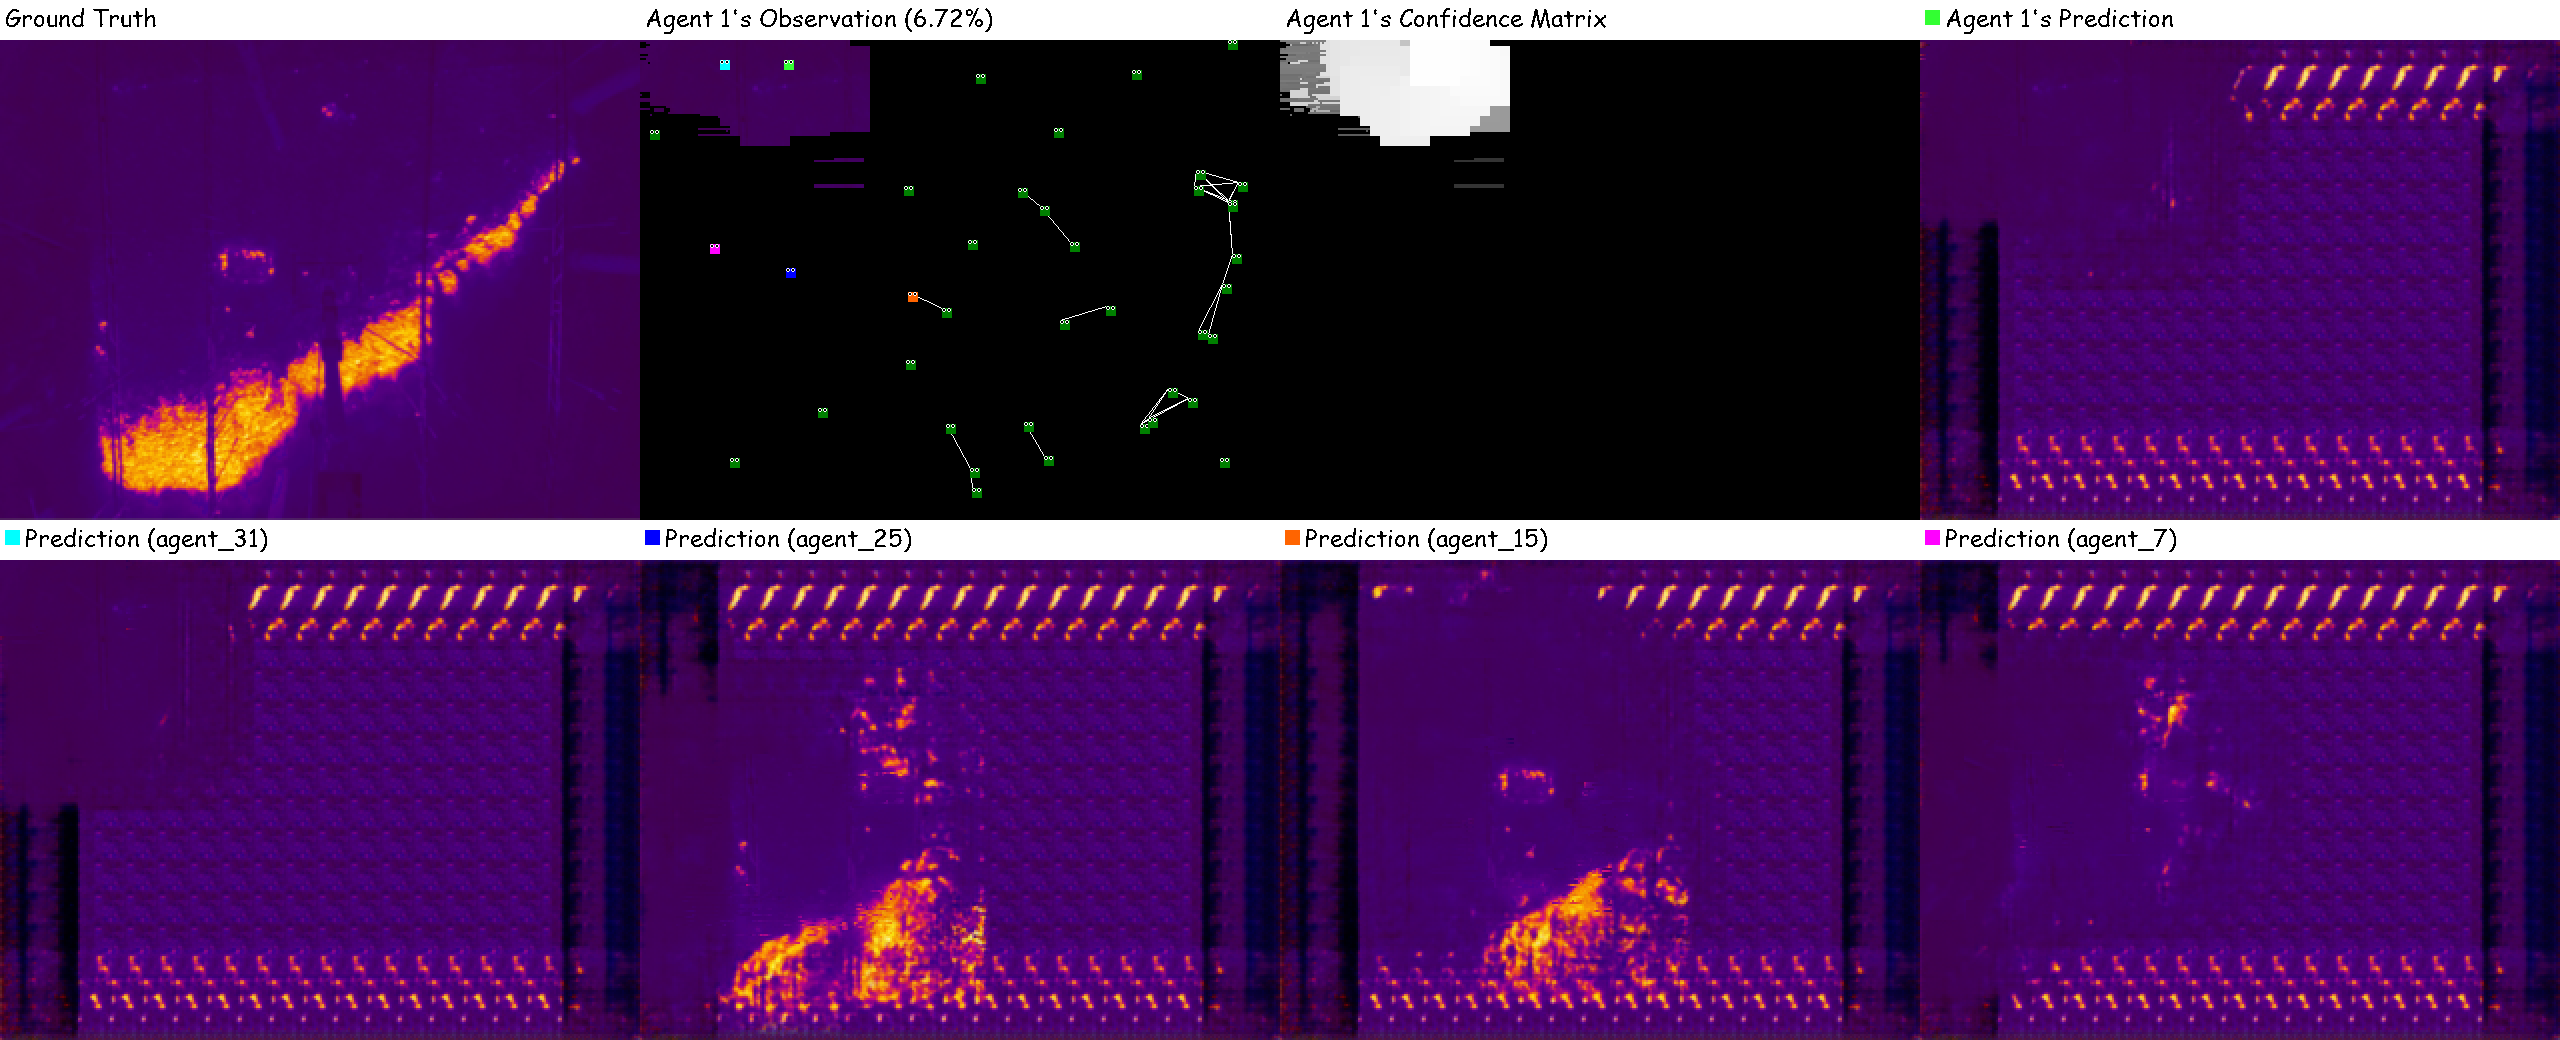 Ground Truth
Agent 1's Observation (6.72%)
Agent 1's Confidence Matrix
Agent 1's Prediction
Prediction (agent_31)
Prediction (agent_25)
Prediction (agent_15)
Prediction (agent_7)